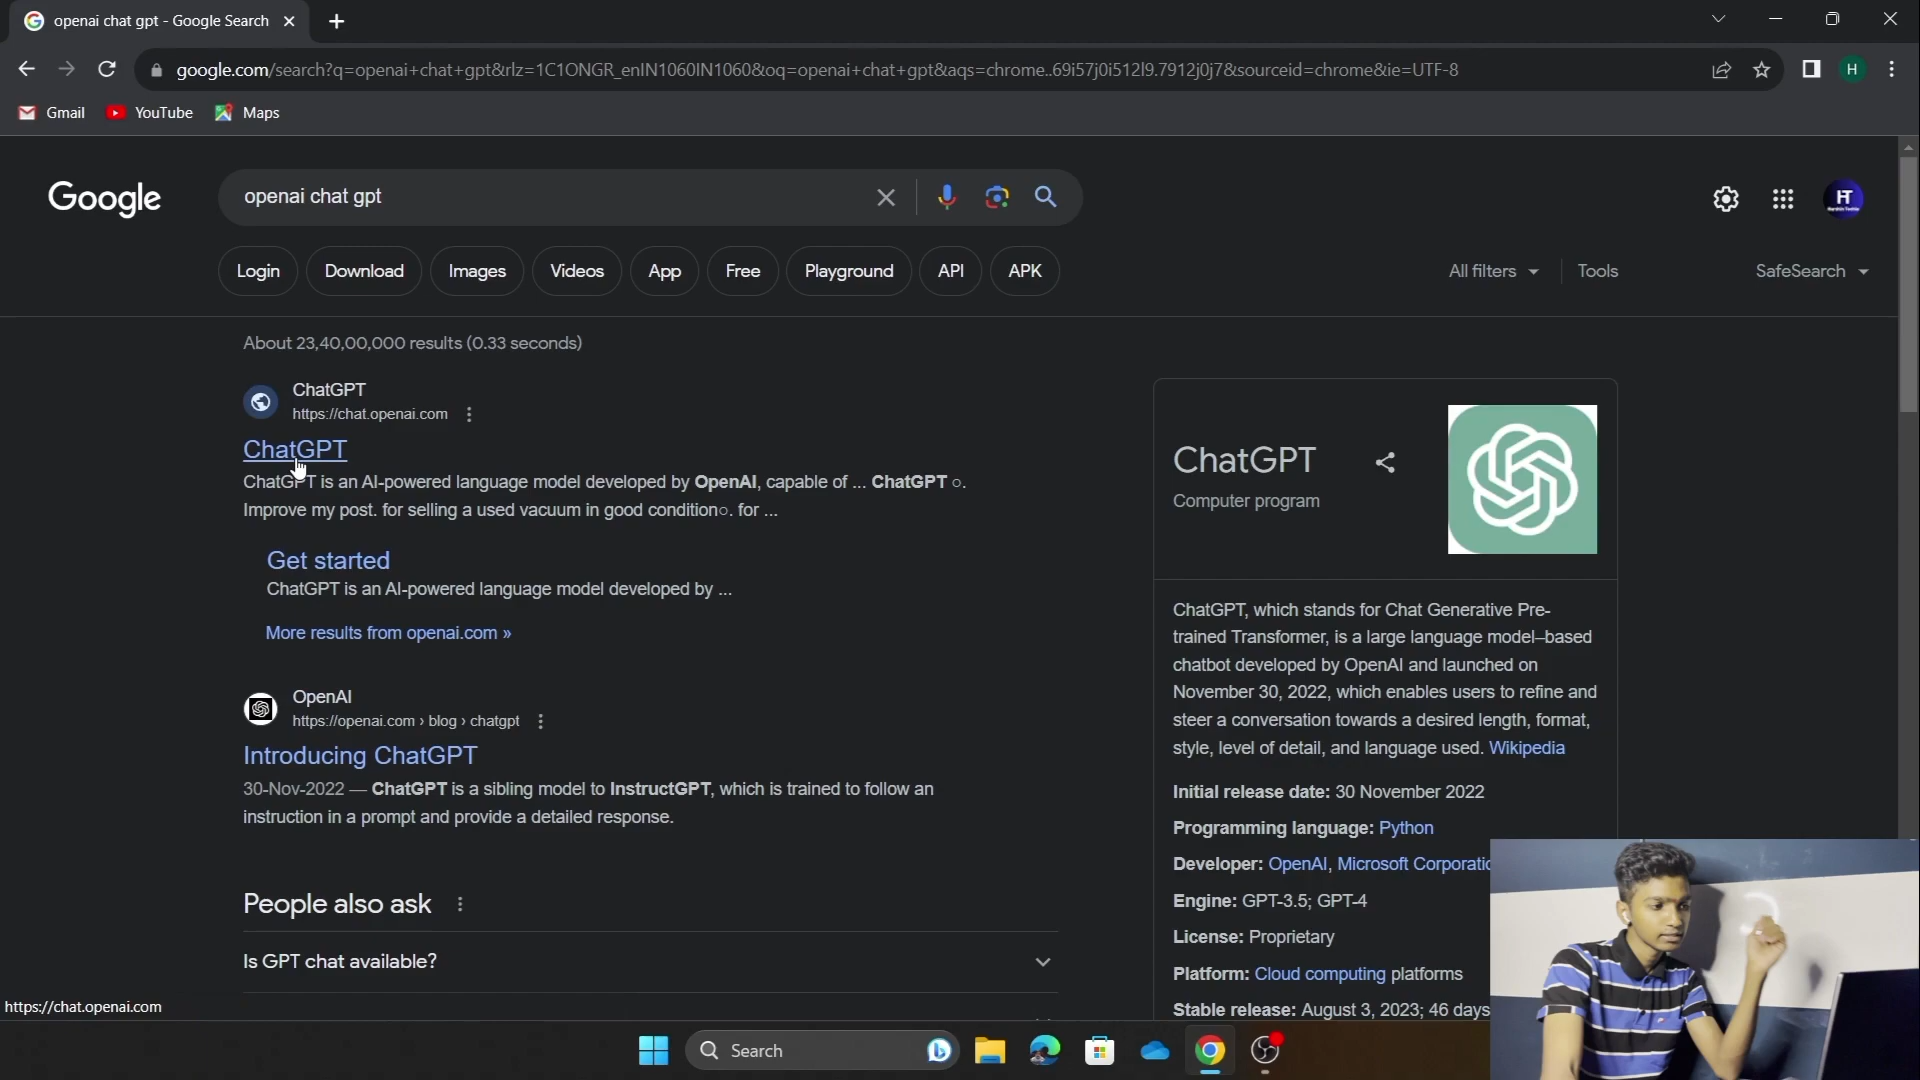 openai chat gpt - Google Search
google.com/search?q=openai+chat+gpt&rlz=1C1ONGR_enIN1060IN1060&oq=openai+chat+gpt&aqs=chrome..69i57j0i512l9.7912j0j7&sourceid=chrome&ie=UTF-8
H
Gmail YouTube Maps
Google
openai chat gpt
HT
Login Download Images Videos App Free Playground API APK
All filters Tools SafeSearch
About 23,40,00,000 results (0.33 seconds)
ChatGPT
https://chat.openai.com
ChatGPT
ChatGPT is an AI-powered language model developed by OpenAI, capable of ... ChatGPT ○.
Improve my post. for selling a used vacuum in good condition○. for ...
Get started
ChatGPT is an AI-powered language model developed by ...
More results from openai.com »
OpenAI
https://openai.com › blog › chatgpt
Introducing ChatGPT
30-Nov-2022 — ChatGPT is a sibling model to InstructGPT, which is trained to follow an
instruction in a prompt and provide a detailed response.
People also ask
Is GPT chat available?
ChatGPT
Computer program
ChatGPT, which stands for Chat Generative Pre-
trained Transformer, is a large language model–based
chatbot developed by OpenAI and launched on
November 30, 2022, which enables users to refine and
steer a conversation towards a desired length, format,
style, level of detail, and language used. Wikipedia
Initial release date: 30 November 2022
Programming language: Python
Developer: OpenAI, Microsoft Corporatio
Engine: GPT-3.5; GPT-4
License: Proprietary
Platform: Cloud computing platforms
Stable release: August 3, 2023; 46 days
https://chat.openai.com
Search